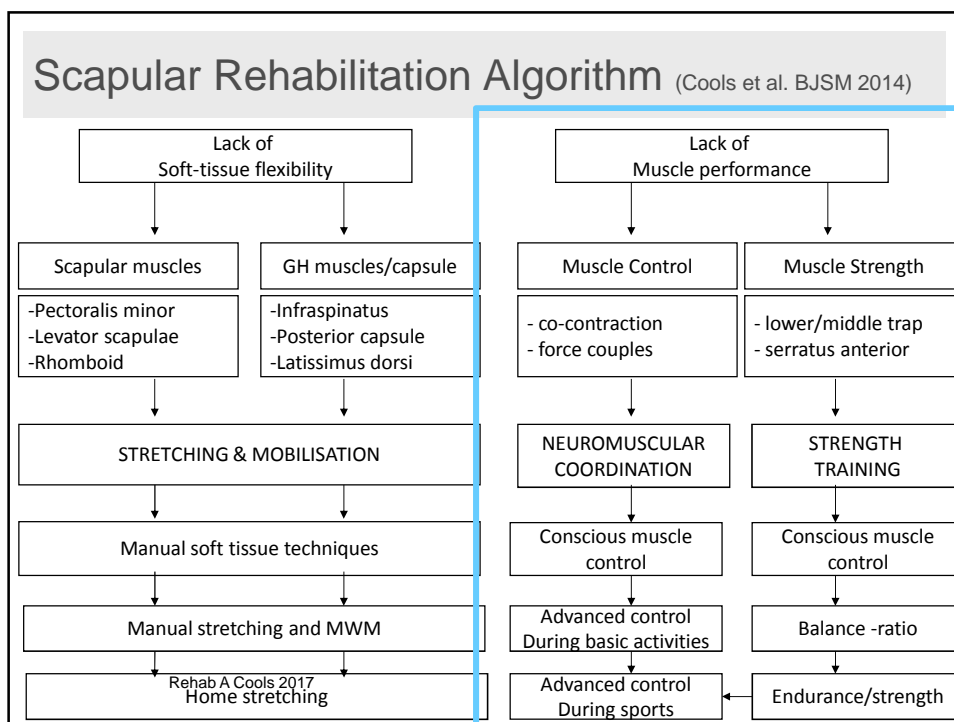 Scapular Rehabilitation Algorithm (Cools et al. BJSM 2014)
Lack of
Soft-tissue flexibility
Scapular muscles
GH muscles/capsule
-Pectoralis minor
-Levator scapulae
-Rhomboid
-Infraspinatus
-Posterior capsule
-Latissimus dorsi
STRETCHING & MOBILISATION
Manual soft tissue techniques
Manual stretching and MWM
Rehab A Cools 2017
Home stretching
Lack of
Muscle performance
Muscle Control
Muscle Strength
- co-contraction
- force couples
- lower/middle trap
- serratus anterior
NEUROMUSCULAR
COORDINATION
STRENGTH
TRAINING
Conscious muscle
control
Conscious muscle
control
Advanced control
During basic activities
Balance -ratio
Advanced control
During sports
Endurance/strength